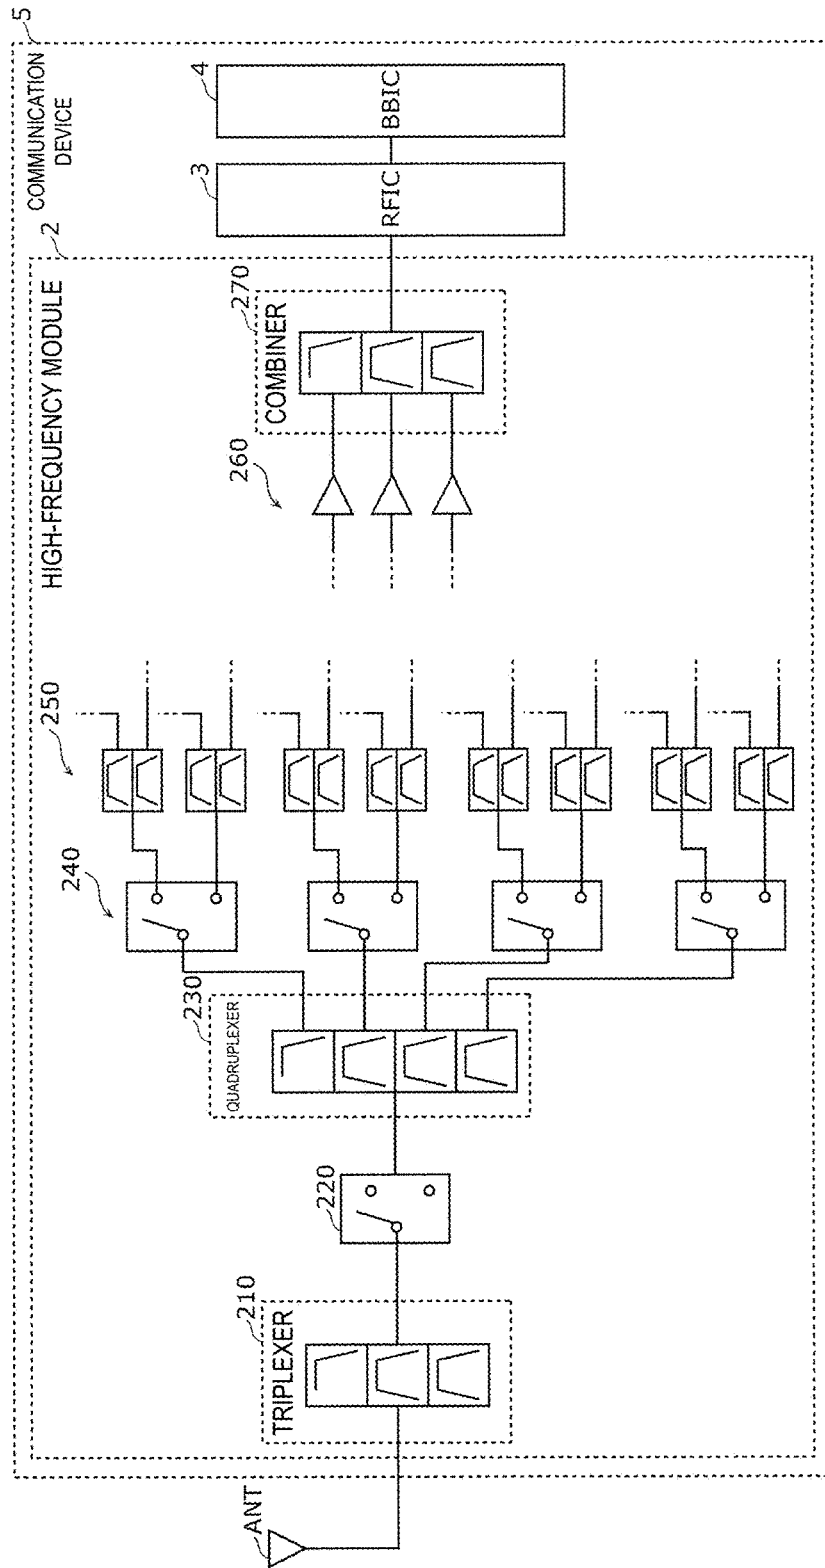 5
COMMUNICATION
DEVICE
2
HIGH-FREQUENCY MODULE
ANT
210
TRIPLEXER
220
230
QUADRUPLEXER
240
250
260
270
COMBINER
3
RFIC
4
BBIC